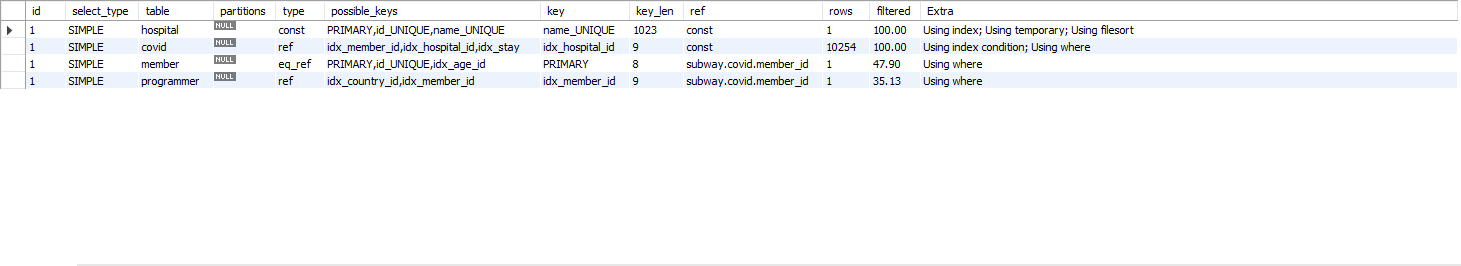 id select_type table partitions type possible_keys key key_len ref rows filtered Extra
1 SIMPLE hospital NULL const PRIMARY,id_UNIQUE,name_UNIQUE name_UNIQUE 1023 const 1 100.00 Using index; Using temporary; Using filesort
1 SIMPLE covid NULL ref idx_member_id,idx_hospital_id,idx_stay idx_hospital_id 9 const 10254 100.00 Using index condition; Using where
1 SIMPLE member NULL eq_ref PRIMARY,id_UNIQUE,idx_age_id PRIMARY 8 subway.covid.member_id 1 47.90 Using where
1 SIMPLE programmer NULL ref idx_country_id,idx_member_id idx_member_id 9 subway.covid.member_id 1 35.13 Using where